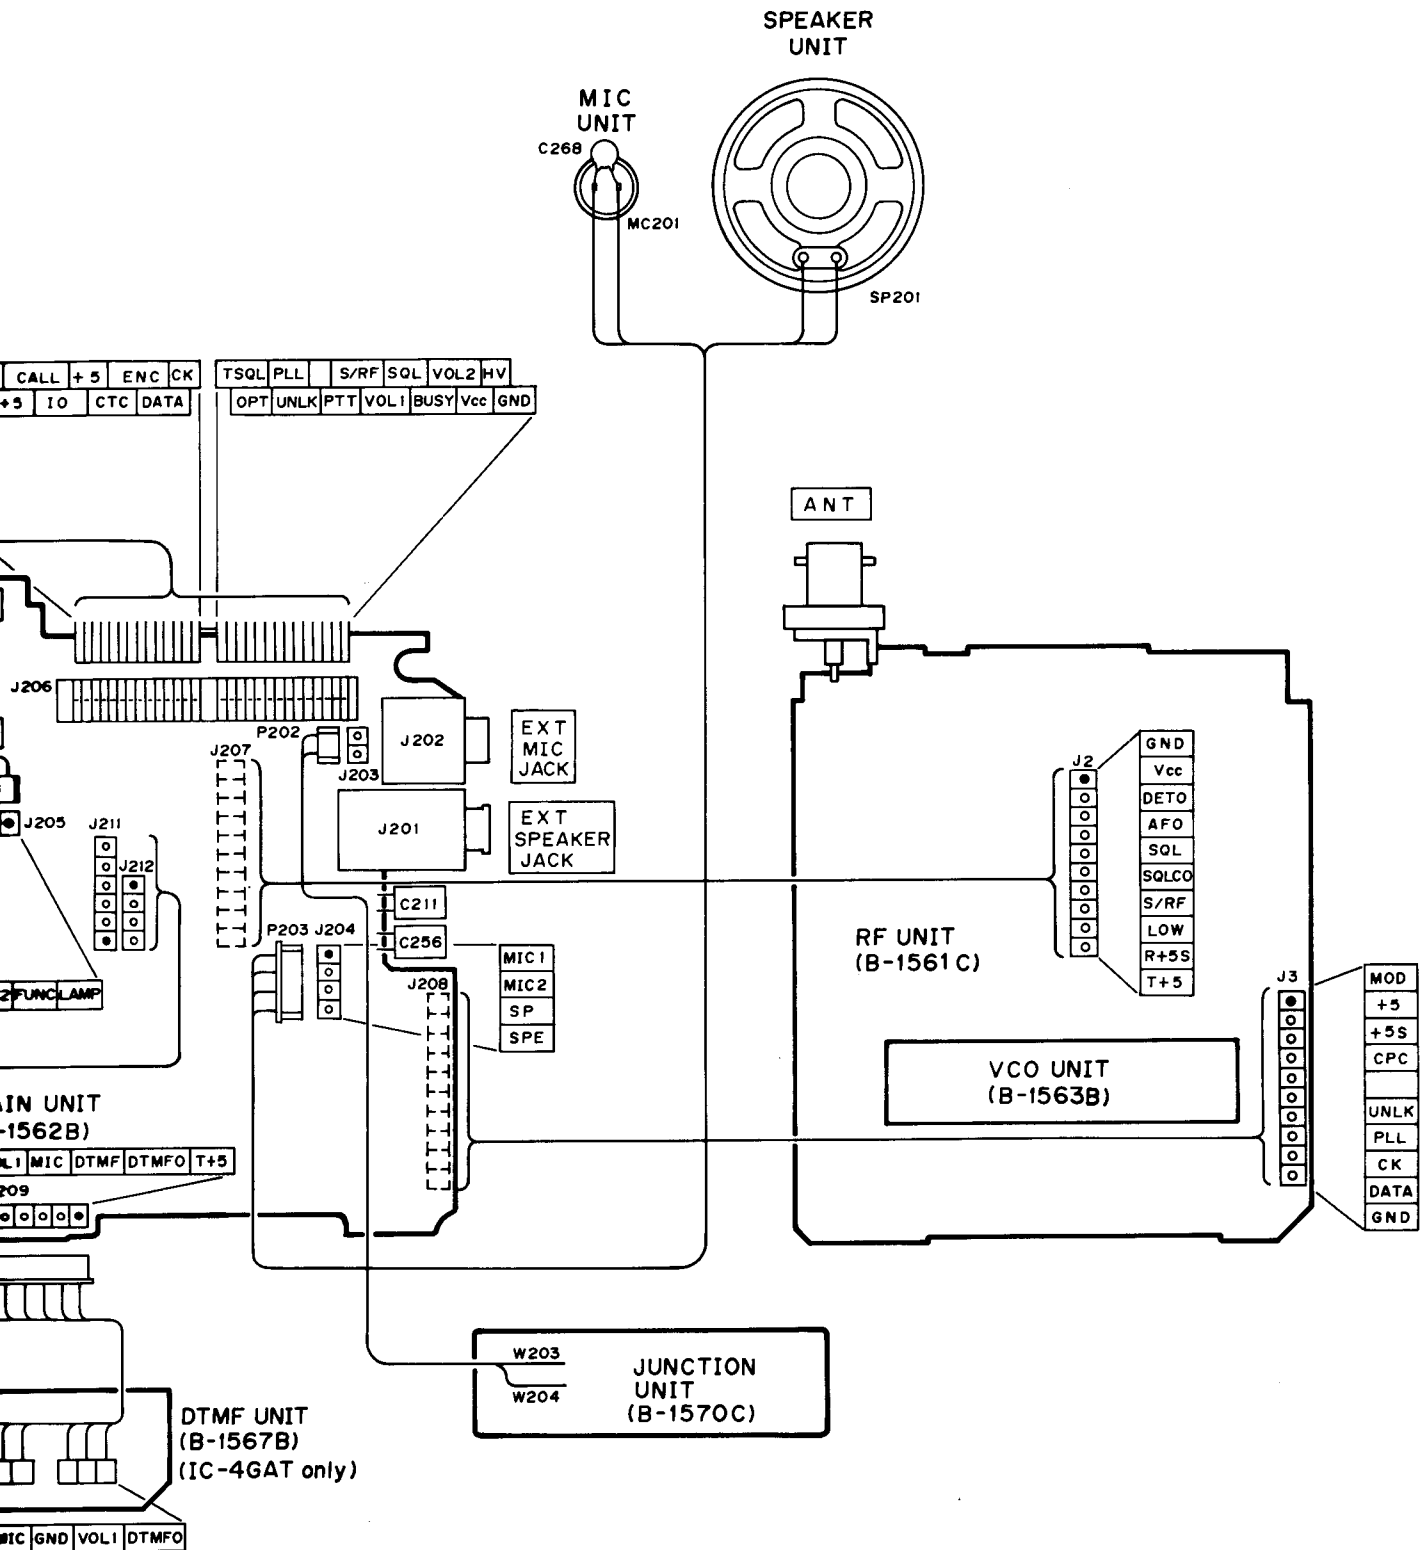 SPEAKER
UNIT
MIC
UNIT
C268
MC201
SP201
CALL +5 ENC CK
TSQL PLL S/RF SQL VOL2 HV
+5 IO CTC DATA
OPT UNLK PTT VOL1 BUSY Vcc GND
ANT
J206
P202
J203
J202
EXT
MIC
JACK
J207
J201
EXT
SPEAKER
JACK
J205
J211
J212
C211
C256
P203
J204
MIC1
MIC2
SP
SPE
J208
FUNC LAMP
J2
GND
Vcc
DETO
AFO
SQL
SQLCO
S/RF
LOW
R+5S
T+5
RF UNIT
(B-1561C)
J3
MOD
+5
+5S
CPC
UNLK
PLL
CK
DATA
GND
VCO UNIT
(B-1563B)
AIN UNIT
-1562B)
L1 MIC DTMF DTMFO T+5
209
W203
W204
JUNCTION
UNIT
(B-1570C)
DTMF UNIT
(B-1567B)
(IC-4GAT only)
MIC GND VOL1 DTMFO